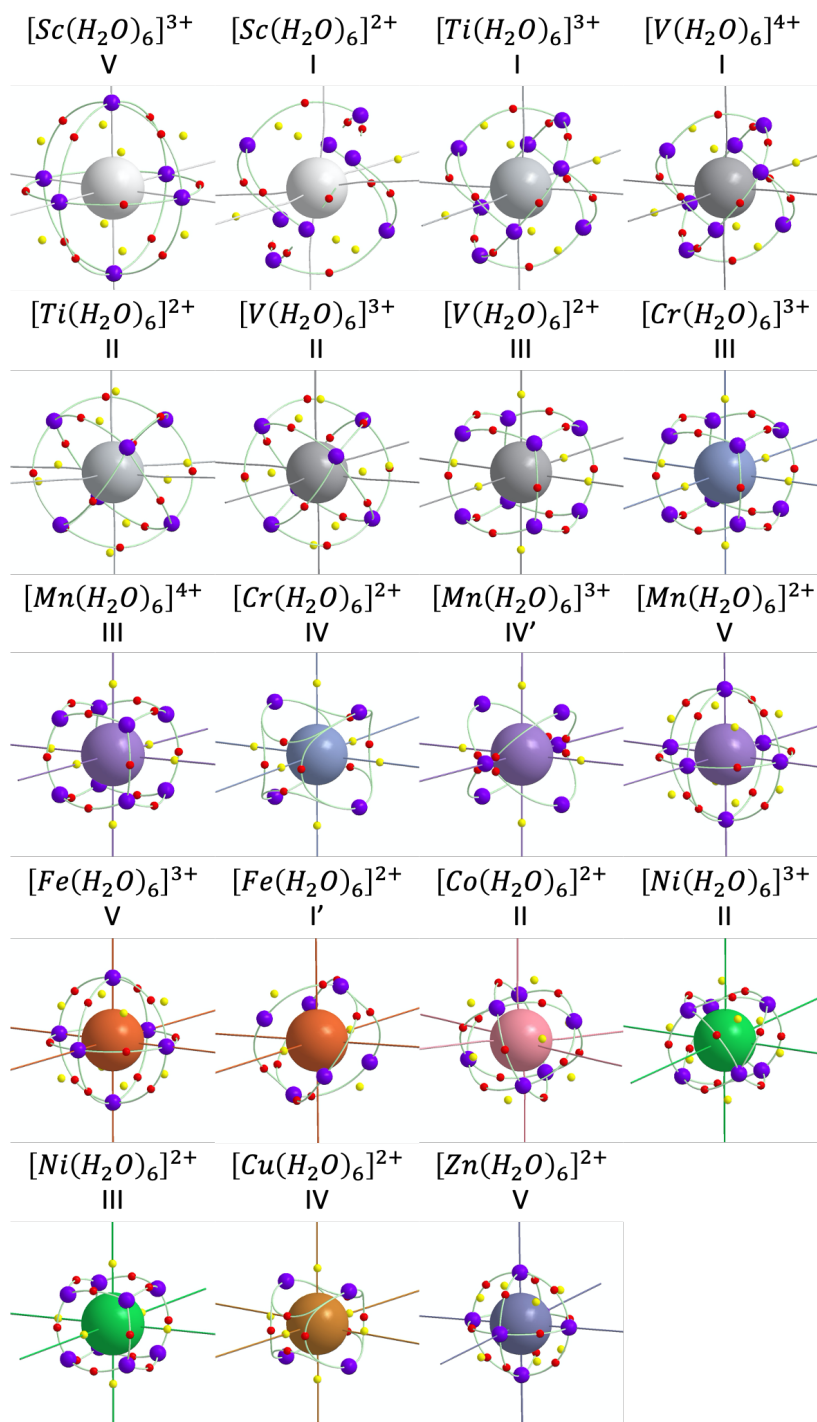 [Sc(H₂O)₆]³⁺ [Sc(H₂O)₆]²⁺ [Ti(H₂O)₆]³⁺ [V(H₂O)₆]⁴⁺
V I I I
[Ti(H₂O)₆]²⁺ [V(H₂O)₆]³⁺ [V(H₂O)₆]²⁺ [Cr(H₂O)₆]³⁺
II II III III
[Mn(H₂O)₆]⁴⁺ [Cr(H₂O)₆]²⁺ [Mn(H₂O)₆]³⁺ [Mn(H₂O)₆]²⁺
III IV IV’ V
[Fe(H₂O)₆]³⁺ [Fe(H₂O)₆]²⁺ [Co(H₂O)₆]²⁺ [Ni(H₂O)₆]³⁺
V I’ II II
[Ni(H₂O)₆]²⁺ [Cu(H₂O)₆]²⁺ [Zn(H₂O)₆]²⁺
III IV V